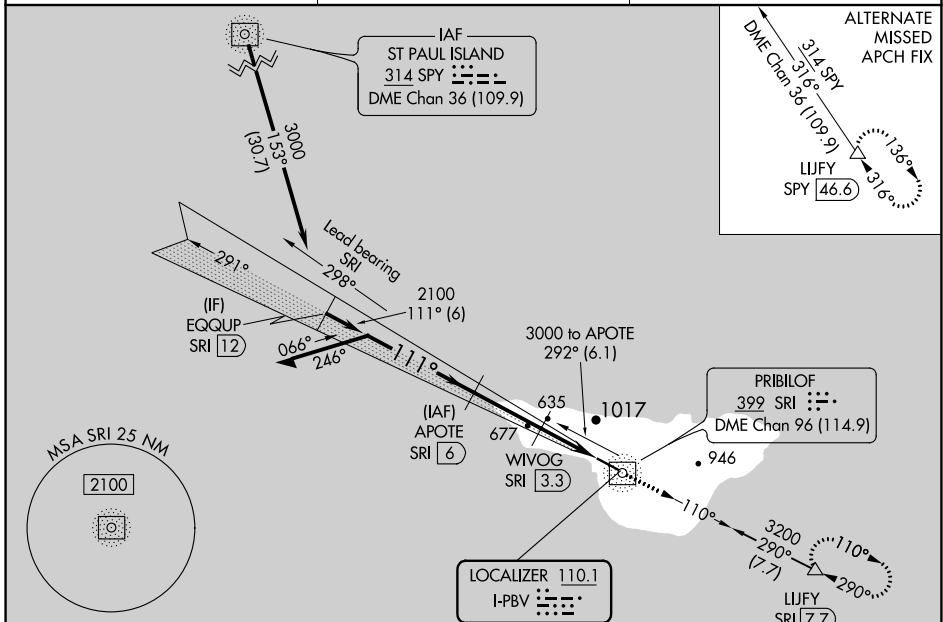 IAF
ST PAUL ISLAND
314 SPY
DME Chan 36 (109.9)
ALTERNATE
MISSED
APCH FIX
314 SPY
316°
DME Chan 36 (109.9)
136°
316°
LIJFY
SPY 46.6
3000
153°
(30.7)
Lead bearing
SRI
298°
291°
2100
111° (6)
(IF)
EQQUP
SRI 12
066°
246°
111°
3000 to APOTE
292° (6.1)
(IAF)
APOTE
SRI 6
635
677
1017
WIVOG
SRI 3.3
PRIBILOF
399 SRI
DME Chan 96 (114.9)
946
MSA SRI 25 NM
2100
110°
3200
290°
(7.7)
110°
290°
LOCALIZER 110.1
I-PBV
LIJFY
SRI 7.7